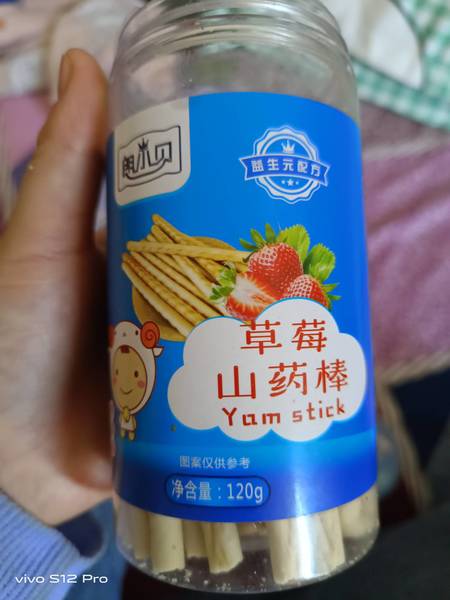 朗米贝
益生元配方
草莓
山药棒
Yam stick
图案仅供参考
净含量：120g
vivo S12 Pro